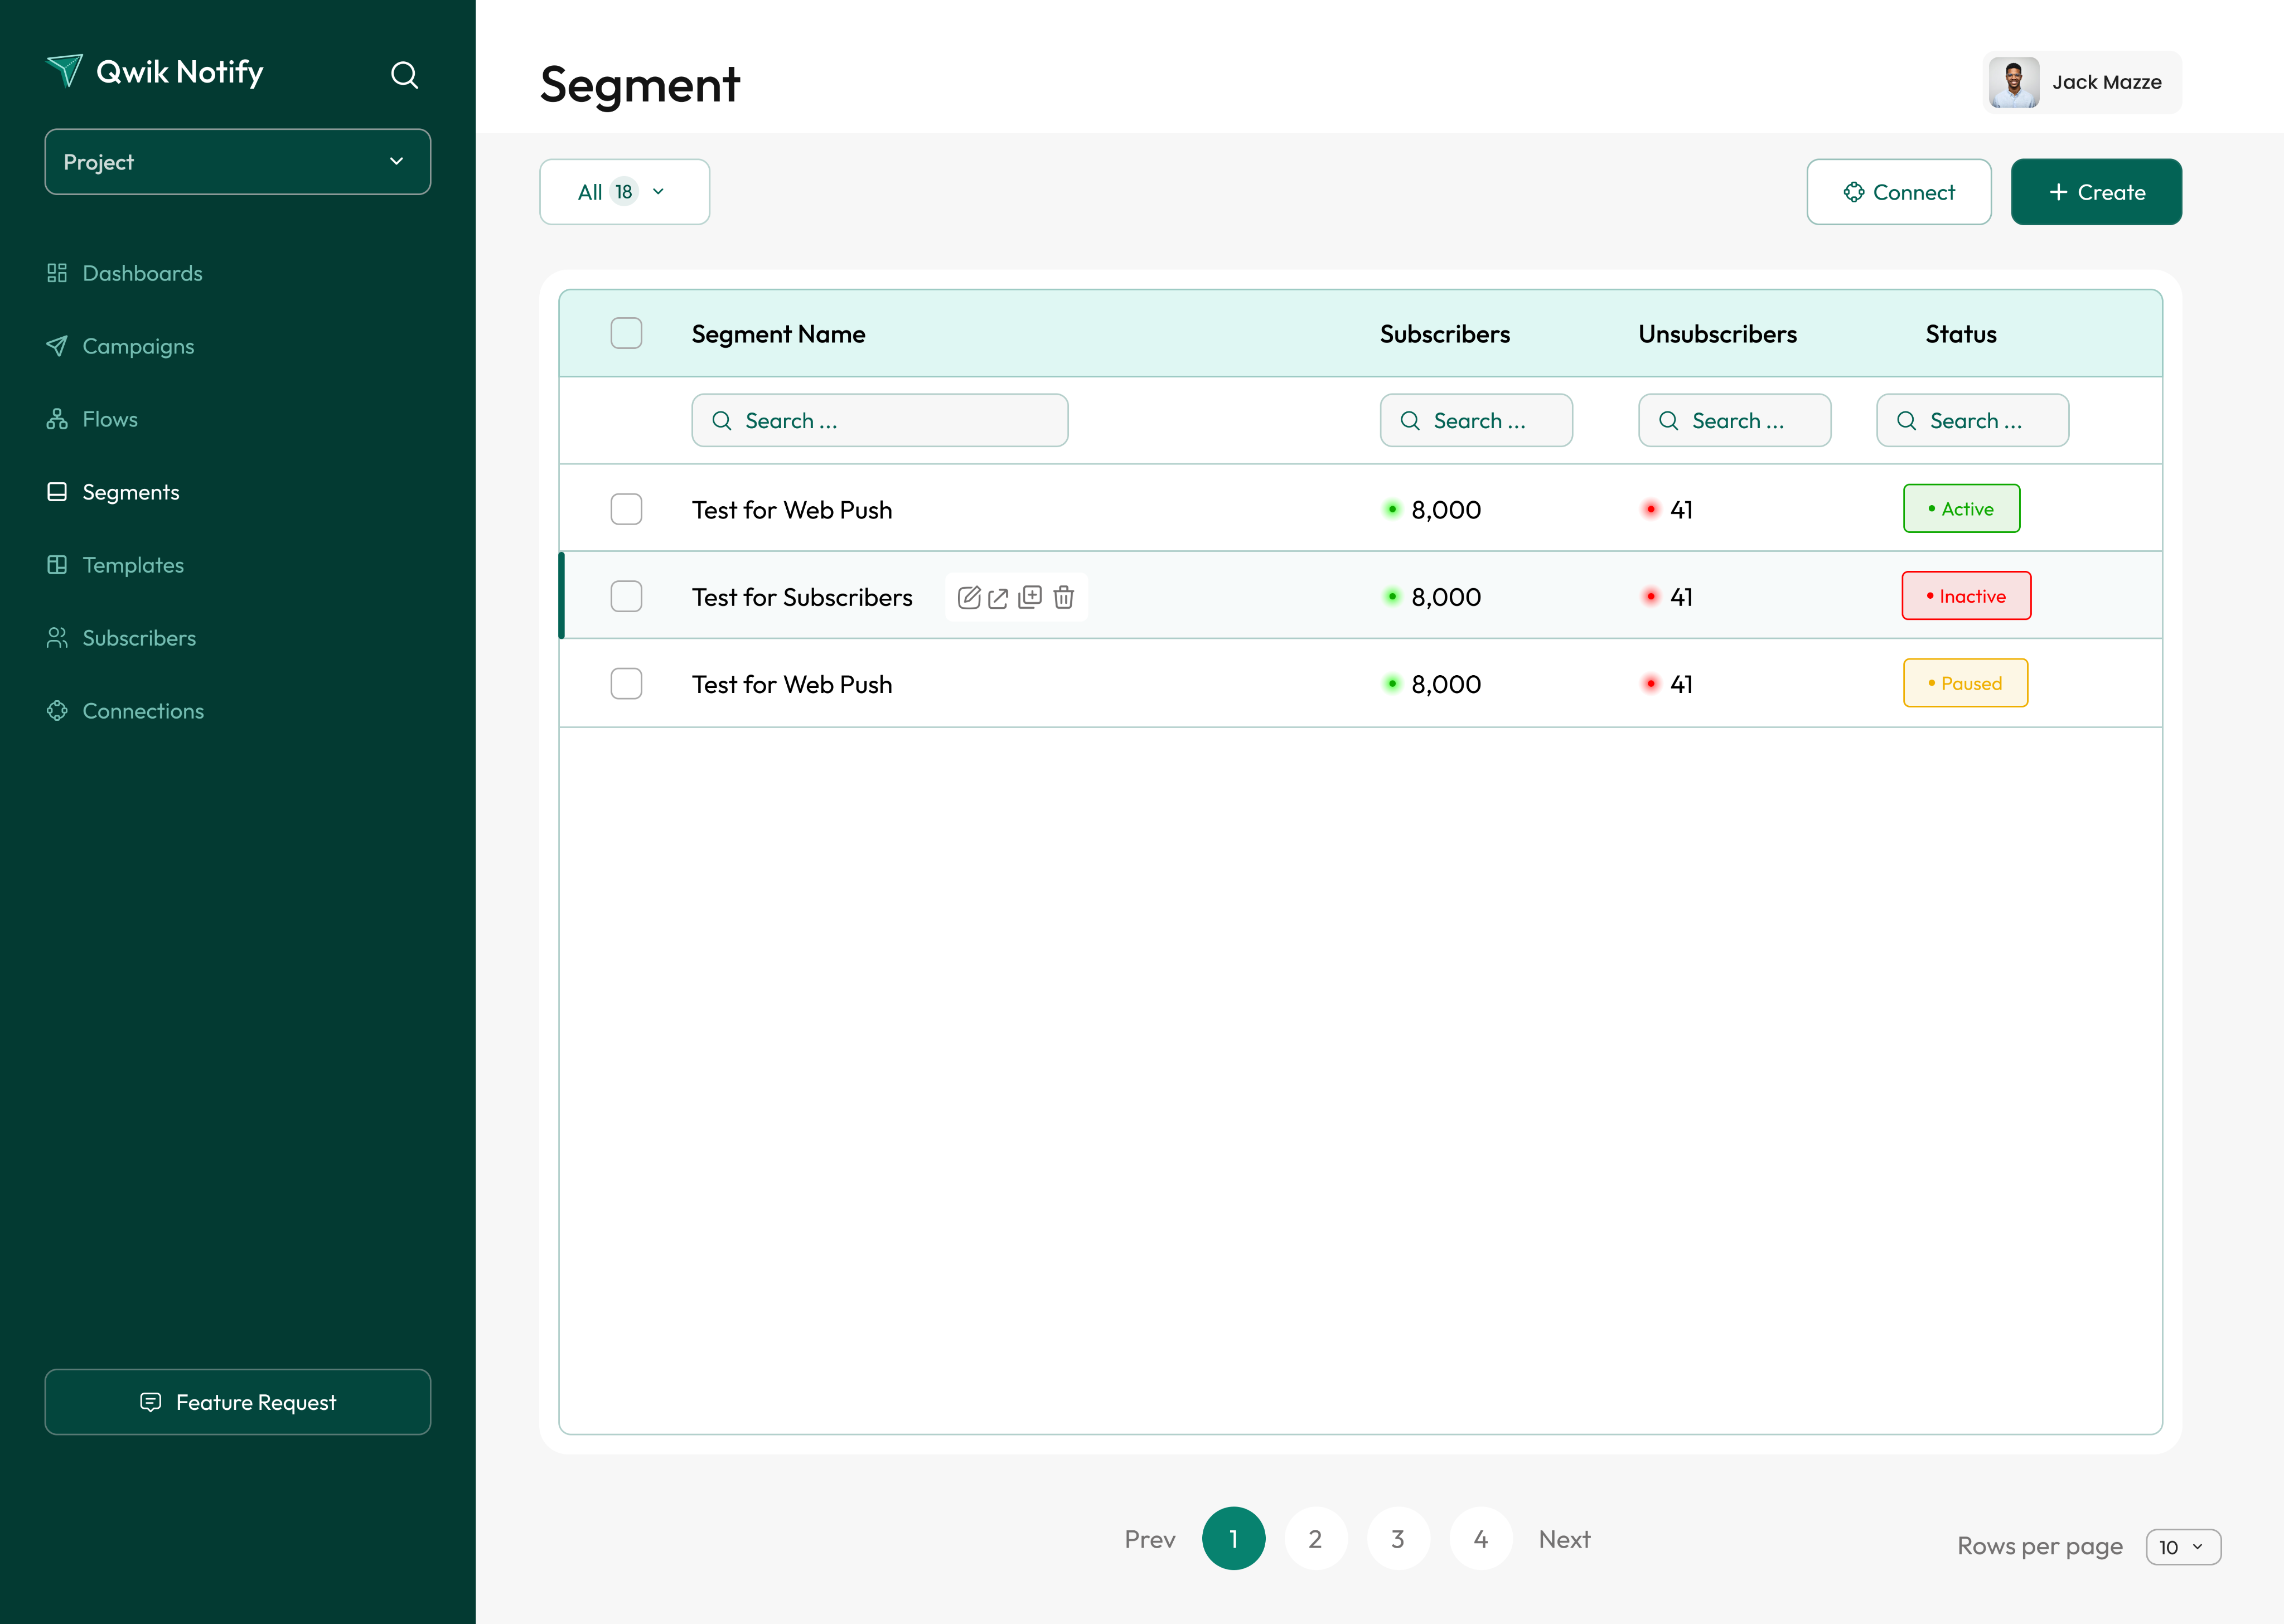 Qwik Notify
Project
Dashboards
Campaigns
Flows
Segments
Templates
Subscribers
Connections
Feature Request
Segment
Jack Mazze
All 18
Connect
Create
Segment Name Subscribers Unsubscribers Status
Search ... Search ... Search ... Search ...
Test for Web Push 8,000 41 Active
Test for Subscribers 8,000 41 Inactive
Test for Web Push 8,000 41 Paused
Prev 1 2 3 4 Next
Rows per page 10